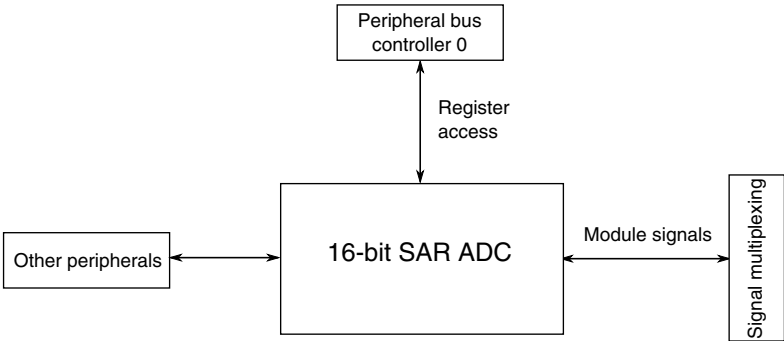 Peripheral bus
controller 0
Register
access
16-bit SAR ADC
Other peripherals
Module signals
Signal multiplexing